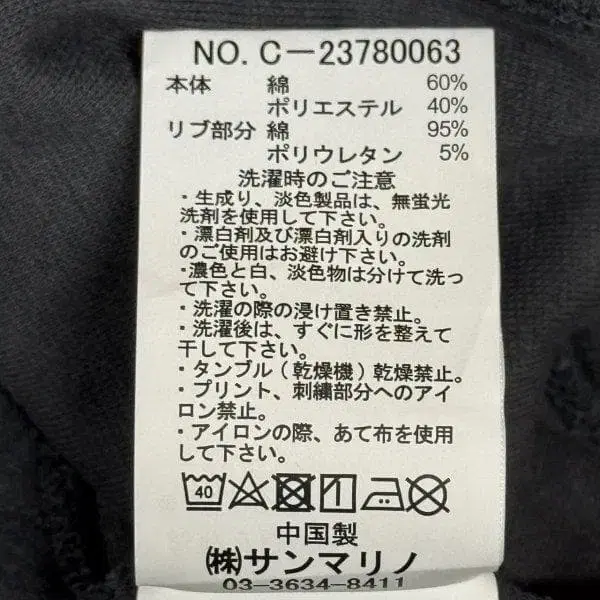 NO. C-23780063
本体 綿 60%
ポリエステル 40%
リブ部分 綿 95%
ポリウレタン 5%
洗濯時のご注意
・生成り、淡色製品は、無蛍光
洗剤を使用して下さい。
・漂白剤及び漂白剤入りの洗剤
のご使用はお避け下さい。
・濃色と白、淡色物は分けて洗っ
て下さい。
・洗濯の際の浸け置き禁止。
・洗濯後は、すぐに形を整えて
干して下さい。
・タンブル(乾燥機)乾燥禁止。
・プリント、刺繍部分へのアイ
ロン禁止。
・アイロンの際、あて布を使用
して下さい。
40
中国製
㈱サンマリノ
03-3634-8411